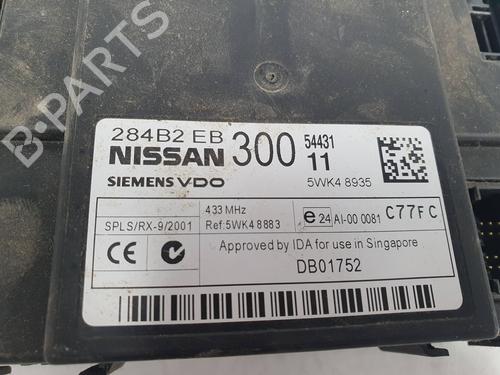 284B2 EB 300 54431
NISSAN 11
SIEMENS VDO 5WK4 8935
433 MHz
SPLS/RX-9/2001 Ref:5WK4 8883 e24 AI-00 0081 C77F C
CE Approved by IDA for use in Singapore
DB01752
B-PARTS